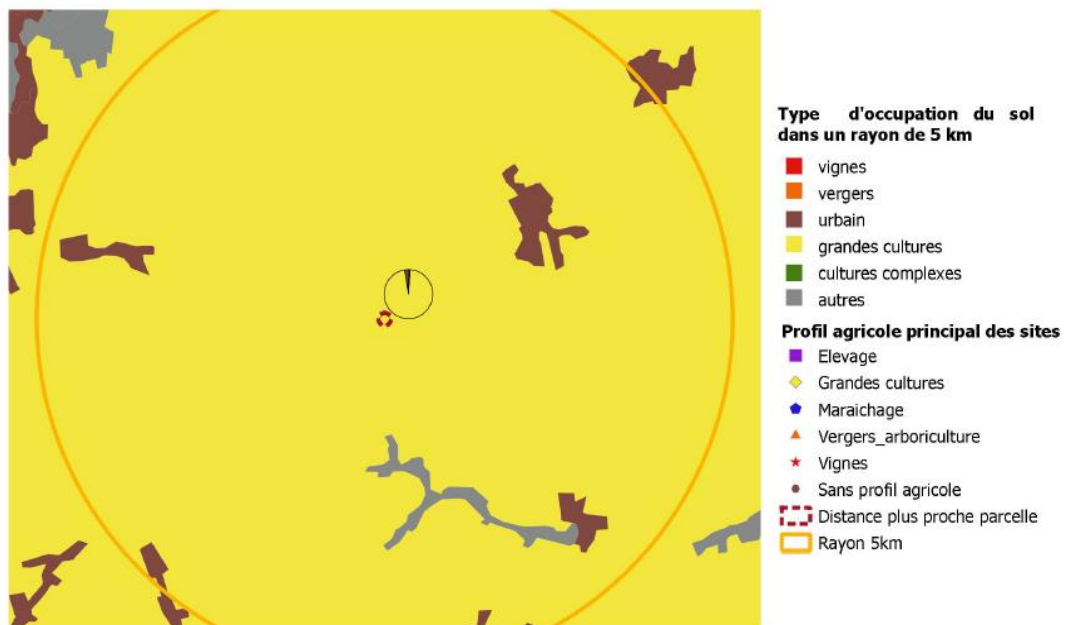 Type d'occupation du sol
dans un rayon de 5 km
vignes
vergers
urbain
grandes cultures
cultures complexes
autres
Profil agricole principal des sites
Elevage
Grandes cultures
Maraichage
Vergers_arboriculture
Vignes
Sans profil agricole
Distance plus proche parcelle
Rayon 5km